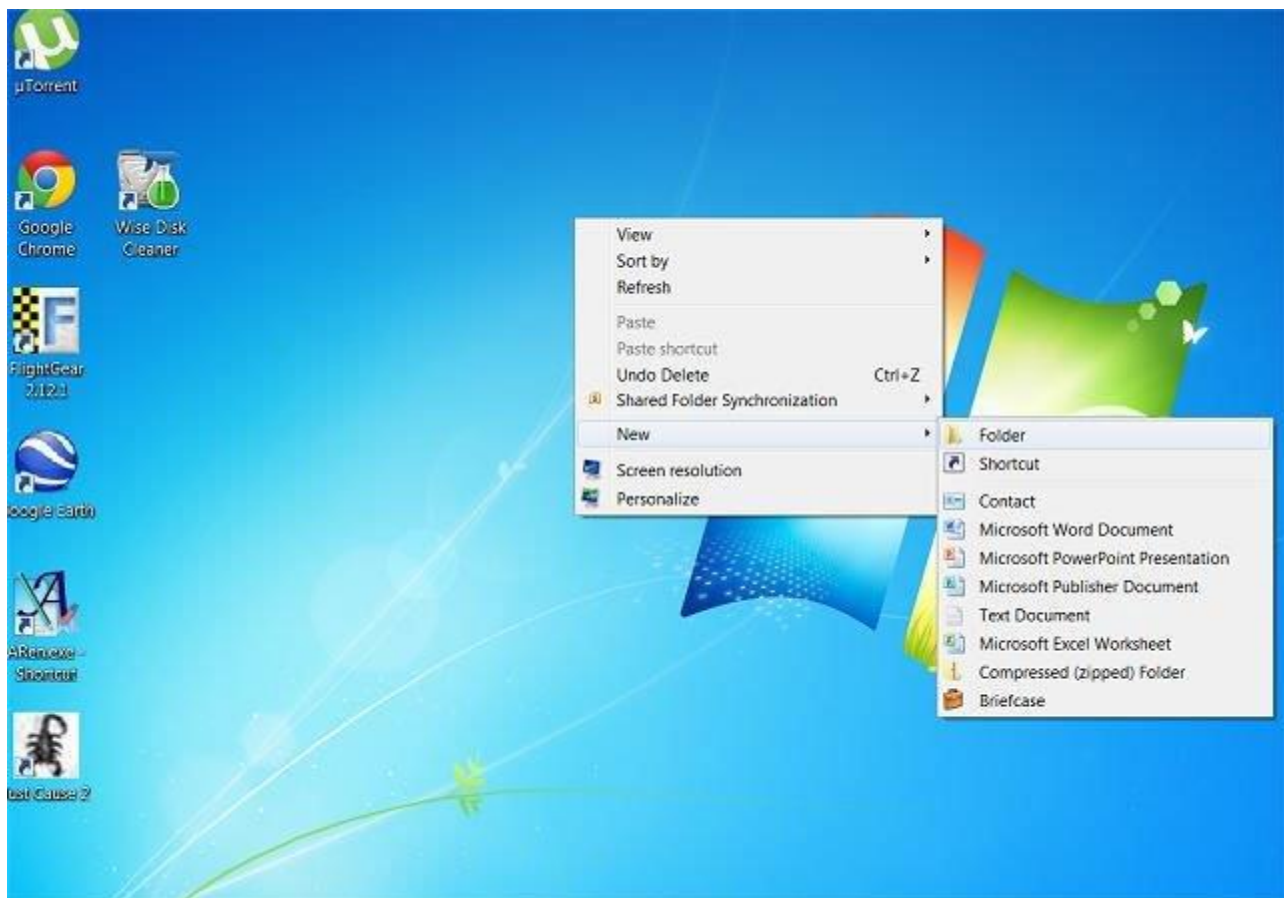 µTorrent
Google
Chrome
Wise Disk
Cleaner
FlightGear
2.12.1
Google Earth
ARen.exe -
Shortcut
Just Cause 2
View
Sort by
Refresh
Paste
Paste shortcut
Undo Delete Ctrl+Z
Shared Folder Synchronization
New
Screen resolution
Personalize
Folder
Shortcut
Contact
Microsoft Word Document
Microsoft PowerPoint Presentation
Microsoft Publisher Document
Text Document
Microsoft Excel Worksheet
Compressed (zipped) Folder
Briefcase